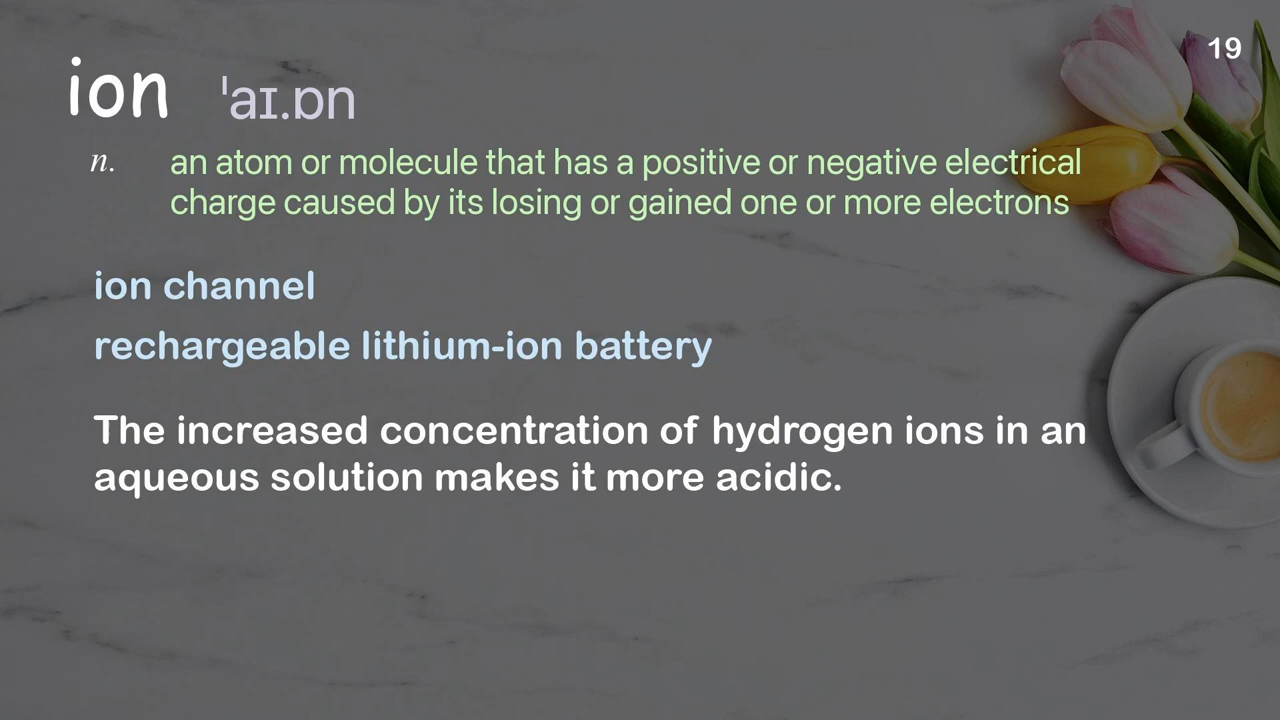 19
ion ˈaɪ.ɒn
n. an atom or molecule that has a positive or negative electrical
charge caused by its losing or gained one or more electrons
ion channel
rechargeable lithium-ion battery
The increased concentration of hydrogen ions in an
aqueous solution makes it more acidic.